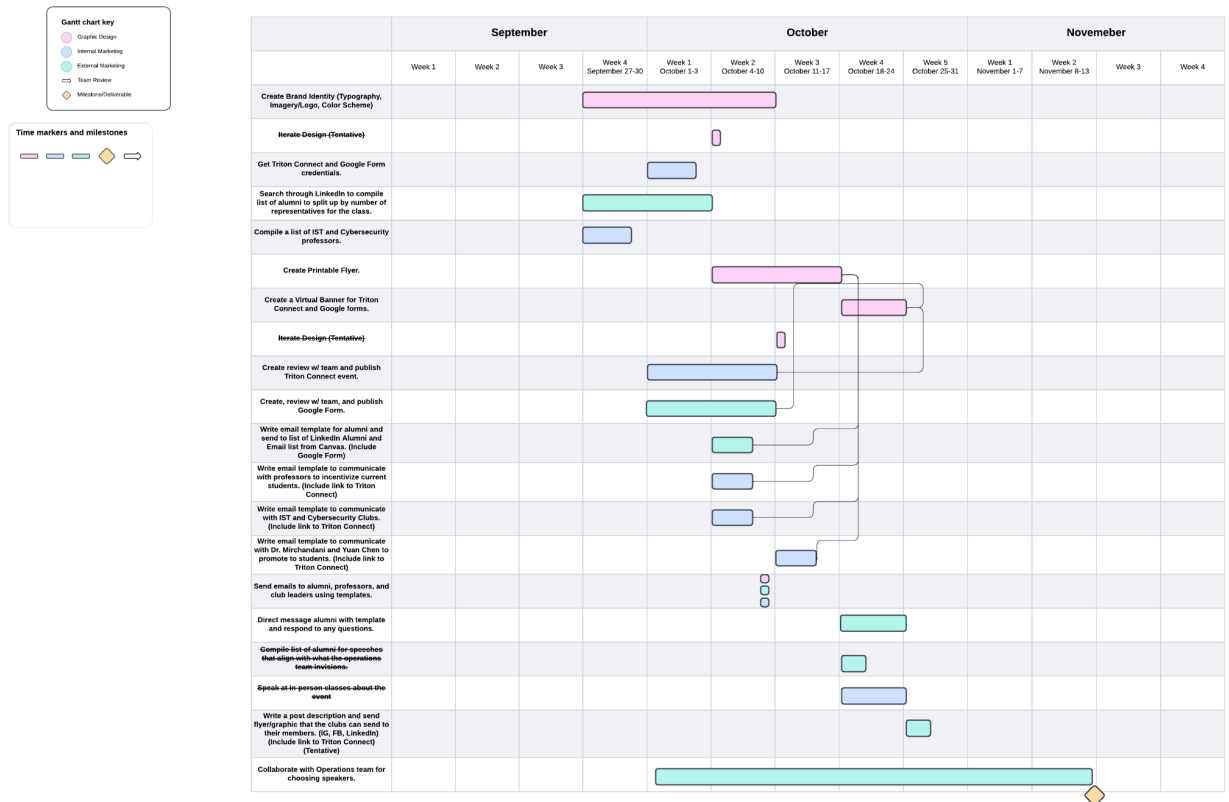 Gantt chart key
Graphic Design
Internal Marketing
External Marketing
Team Review
Milestone/Deliverable
Time markers and milestones
September
October
Novemeber
Week 1
Week 2
Week 3
Week 4
September 27-30
Week 1
October 1-3
Week 2
October 4-10
Week 3
October 11-17
Week 4
October 18-24
Week 5
October 25-31
Week 1
November 1-7
Week 2
November 8-13
Week 3
Week 4
Create Brand Identity (Typography,
Imagery/Logo, Color Scheme)
Iterate Design (Tentative)
Get Triton Connect and Google Form
credentials.
Search through LinkedIn to compile
list of alumni to split up by number of
representatives for the class.
Compile a list of IST and Cybersecurity
professors.
Create Printable Flyer.
Create a Virtual Banner for Triton
Connect and Google forms.
Iterate Design (Tentative)
Create review w/ team and publish
Triton Connect event.
Create, review w/ team, and publish
Google Form.
Write email template for alumni and
send to list of LinkedIn Alumni and
Email list from Canvas. (Include
Google Form)
Write email template to communicate
with professors to incentivize current
students. (Include link to Triton
Connect)
Write email template to communicate
with IST and Cybersecurity Clubs.
(Include link to Triton Connect)
Write email template to communicate
with Dr. Mirchandani and Yuan Chen to
promote to students. (Include link to
Triton Connect)
Send emails to alumni, professors, and
club leaders using templates.
Direct message alumni with template
and respond to any questions.
Compile list of alumni for speeches
that align with what the operations
team invisions.
Speak at in person classes about the
event
Write a post description and send
flyer/graphic that the clubs can send to
their members. (IG, FB, LinkedIn)
(Include link to Triton Connect)
(Tentative)
Collaborate with Operations team for
choosing speakers.